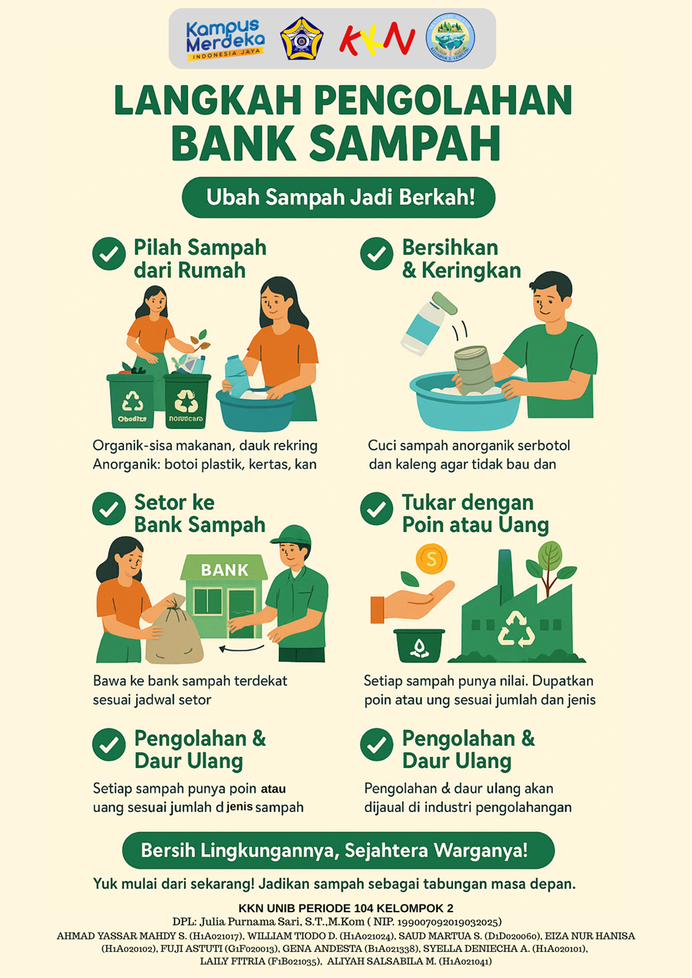 Kampus
Merdeka
INDONESIA JAYA
KKN
LANGKAH PENGOLAHAN
BANK SAMPAH
Ubah Sampah Jadi Berkah!
Pilah Sampah
dari Rumah
Organik-sisa makanan, dauk rekring
Anorganik: botoi plastik, kertas, kan
Bersihkan
& Keringkan
Cuci sampah anorganik serbotol
dan kaleng agar tidak bau dan
Setor ke
Bank Sampah
BANK
Bawa ke bank sampah terdekat
sesuai jadwal setor
Tukar dengan
Poin atau Uang
S
Setiap sampah punya nilai. Dupatkan
poin atau ung sesuai jumlah dan jenis
Pengolahan &
Daur Ulang
Setiap sampah punya poin atau
uang sesuai jumlah d jenis sampah
Pengolahan &
Daur Ulang
Pengolahan & daur ulang akan
dijual di industri pengolahangan
Bersih Lingkungannya, Sejahtera Warganya!
Yuk mulai dari sekarang! Jadikan sampah sebagai tabungan masa depan.
KKN UNIB PERIODE 104 KELOMPOK 2
DPL: Julia Purnama Sari, S.T.,M.Kom ( NIP. 199007092019032025)
AHMAD YASSAR MAHDY S. (H1A021017), WILLIAM TIODO D. (H1A021024), SAUD MARTUA S. (D1D020060), EIZA NUR HANISA
(H1A020102), FUJI ASTUTI (G1F020013), GENA ANDESTA (B1A021338), SYELLA DENIECHA A. (H1A020101),
LAILY FITRIA (F1B021035), ALIYAH SALSABILA M. (H1A021041)